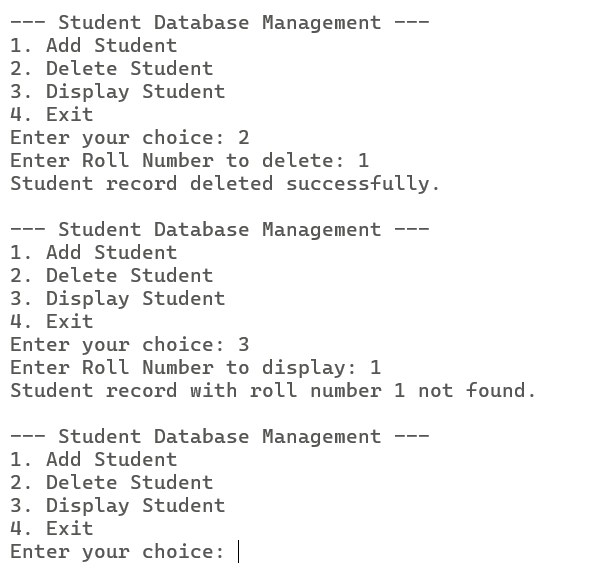 --- Student Database Management ---
1. Add Student
2. Delete Student
3. Display Student
4. Exit
Enter your choice: 2
Enter Roll Number to delete: 1
Student record deleted successfully.

--- Student Database Management ---
1. Add Student
2. Delete Student
3. Display Student
4. Exit
Enter your choice: 3
Enter Roll Number to display: 1
Student record with roll number 1 not found.

--- Student Database Management ---
1. Add Student
2. Delete Student
3. Display Student
4. Exit
Enter your choice: